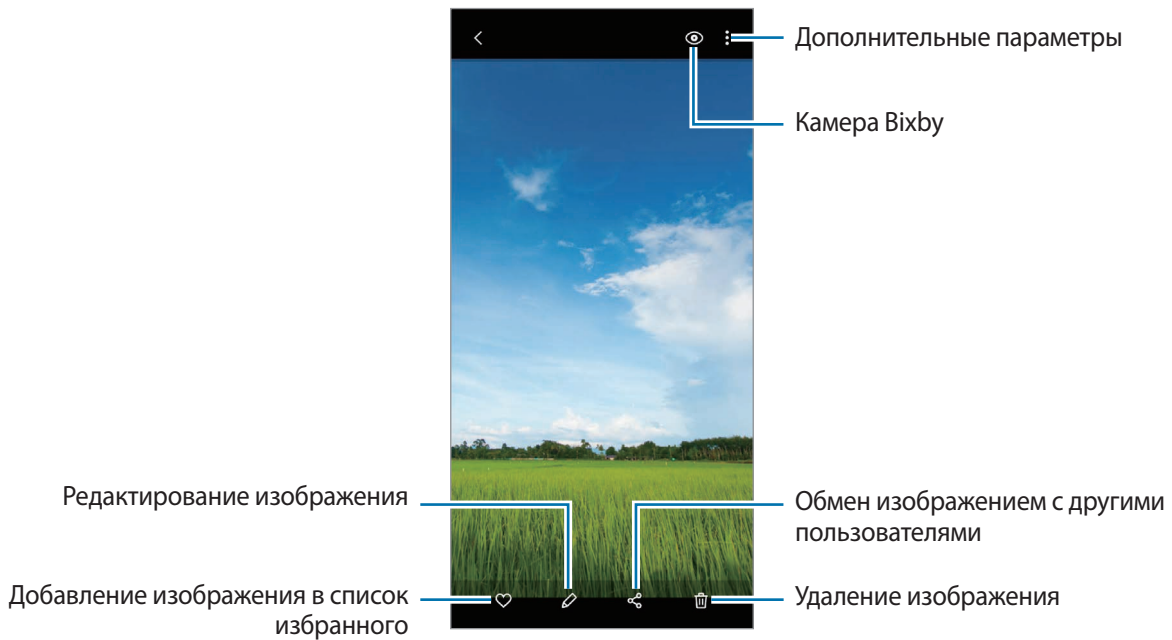 Дополнительные параметры
Камера Bixby
Редактирование изображения
Обмен изображением с другими
пользователями
Добавление изображения в список
избранного
Удаление изображения